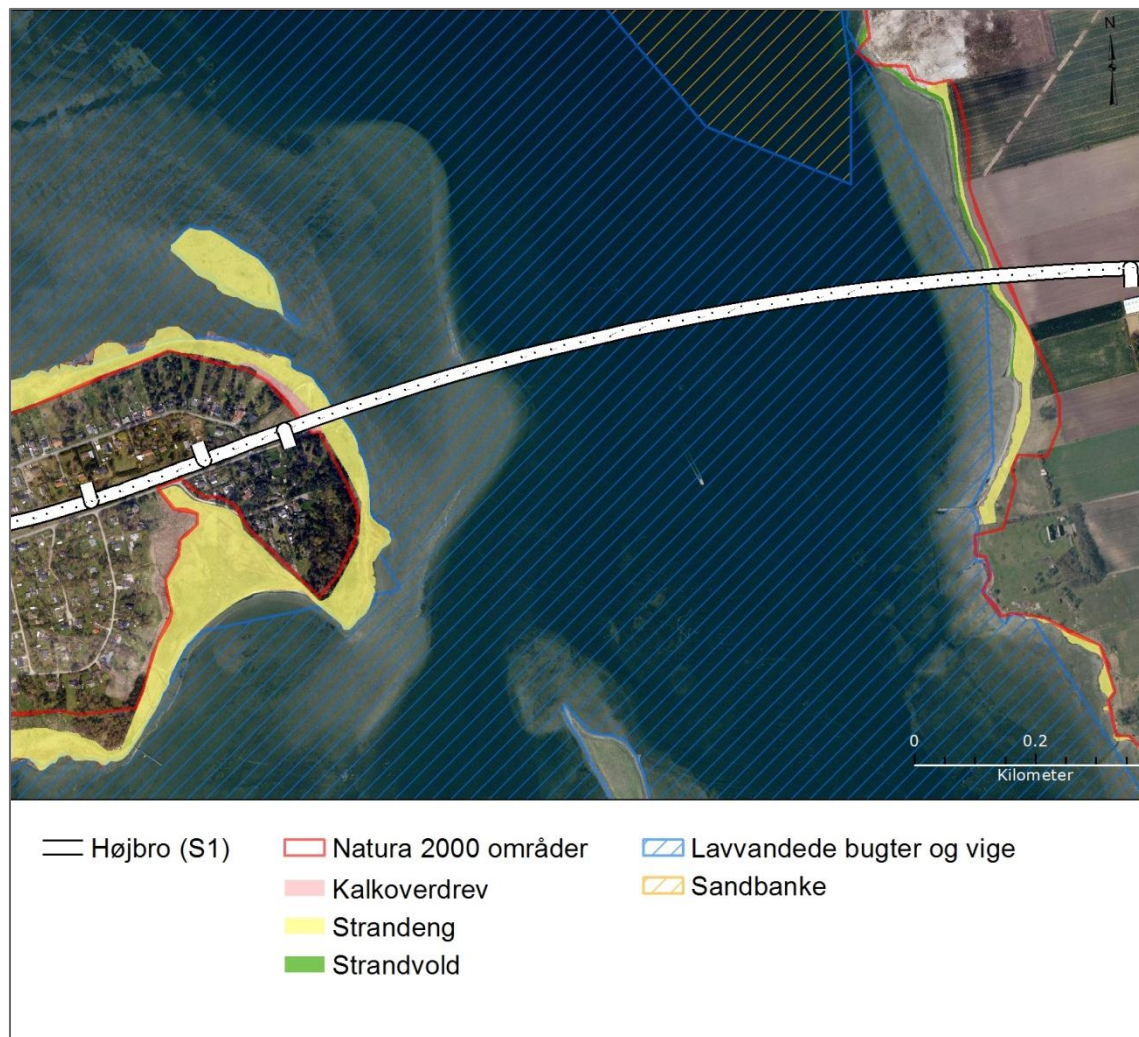 N
0 0.2
Kilometer
Højbro (S1)
Natura 2000 områder
Kalkoverdrev
Strandeng
Strandvold
Lavvandede bugter og vige
Sandbanke